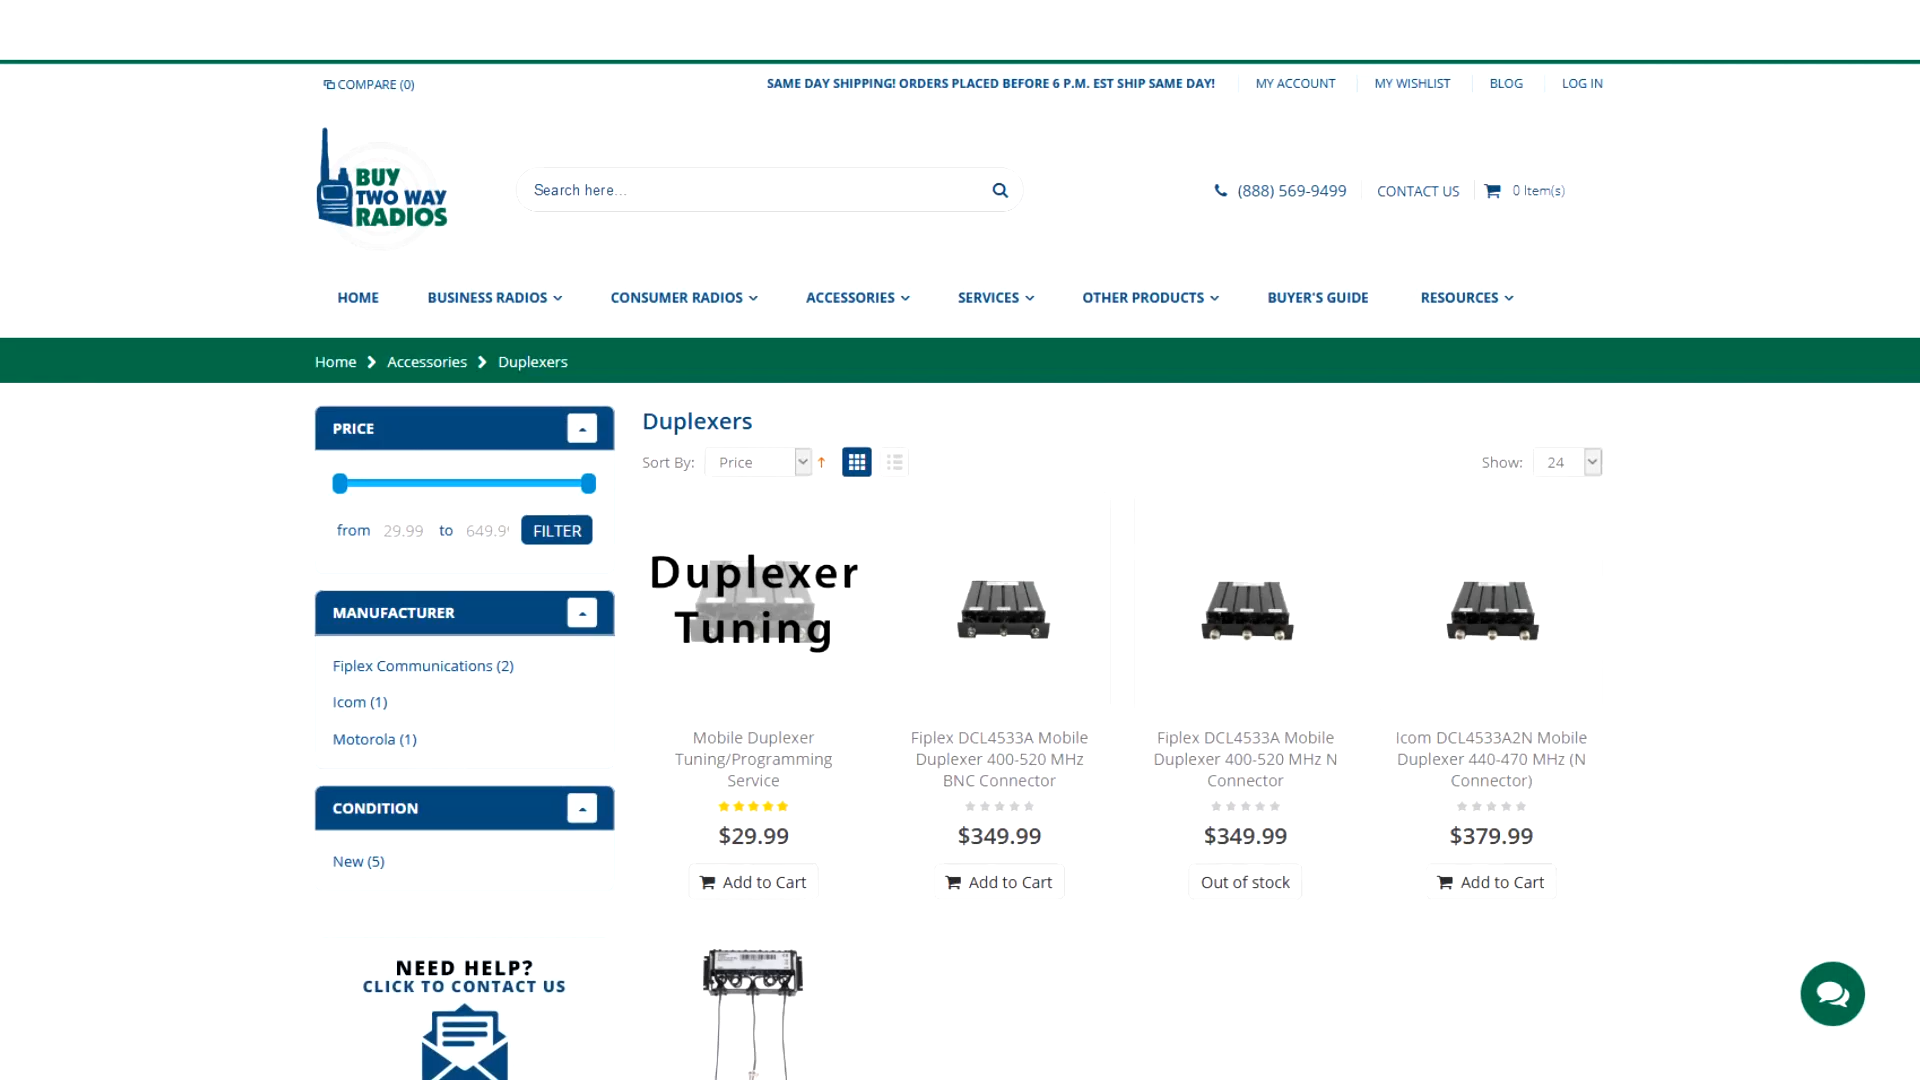 COMPARE (0)
SAME DAY SHIPPING! ORDERS PLACED BEFORE 6 P.M. EST SHIP SAME DAY!
MY ACCOUNT
MY WISHLIST
BLOG
LOG IN
BUY
TWO WAY
RADIOS
Search here...
(888) 569-9499
CONTACT US
0 Item(s)
HOME
BUSINESS RADIOS
CONSUMER RADIOS
ACCESSORIES
SERVICES
OTHER PRODUCTS
BUYER'S GUIDE
RESOURCES
Home
Accessories
Duplexers
PRICE
from 29.99 to 649.9
FILTER
MANUFACTURER
Fiplex Communications (2)
Icom (1)
Motorola (1)
CONDITION
New (5)
NEED HELP?
CLICK TO CONTACT US
Duplexers
Sort By: Price
Show: 24
Duplexer
Tuning
Mobile Duplexer
Tuning/Programming
Service
$29.99
Add to Cart
Fiplex DCL4533A Mobile
Duplexer 400-520 MHz
BNC Connector
$349.99
Add to Cart
Fiplex DCL4533A Mobile
Duplexer 400-520 MHz N
Connector
$349.99
Out of stock
Icom DCL4533A2N Mobile
Duplexer 440-470 MHz (N
Connector)
$379.99
Add to Cart